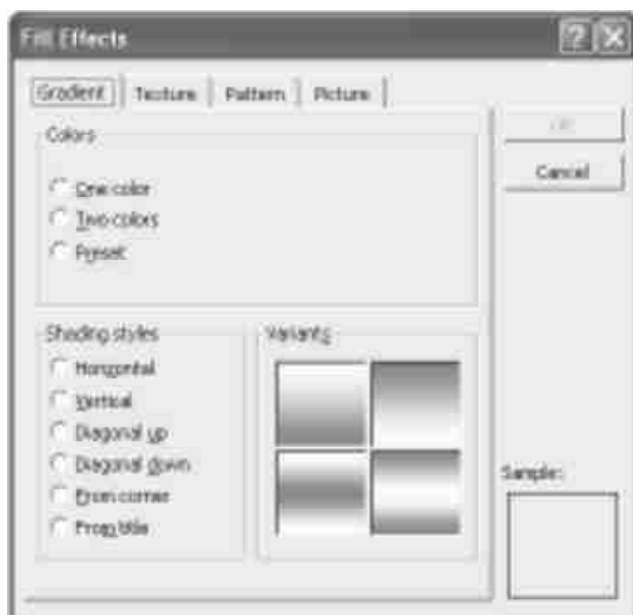 Fill Effects
Gradient Texture Pattern Picture
Colors
OK
Cancel
One color
Two colors
Preset
Shading styles
Variants
Horizontal
Vertical
Diagonal up
Diagonal down
From corner
From title
Sample: